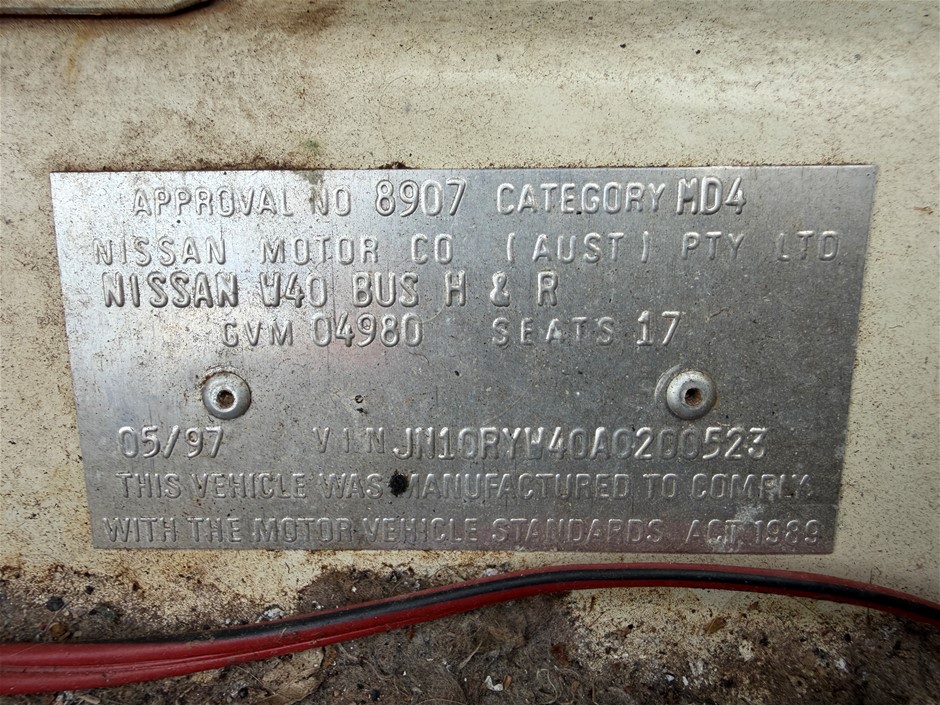 APPROVAL NO 8907 CATEGORY MD4
NISSAN MOTOR CO (AUST) PTY LTD
NISSAN W40 BUS H & R
GVM 04980 SEATS 17
05/97 VIN JN10RYW40A0200523
THIS VEHICLE WAS MANUFACTURED TO COMPLY
WITH THE MOTOR VEHICLE STANDARDS ACT 1989